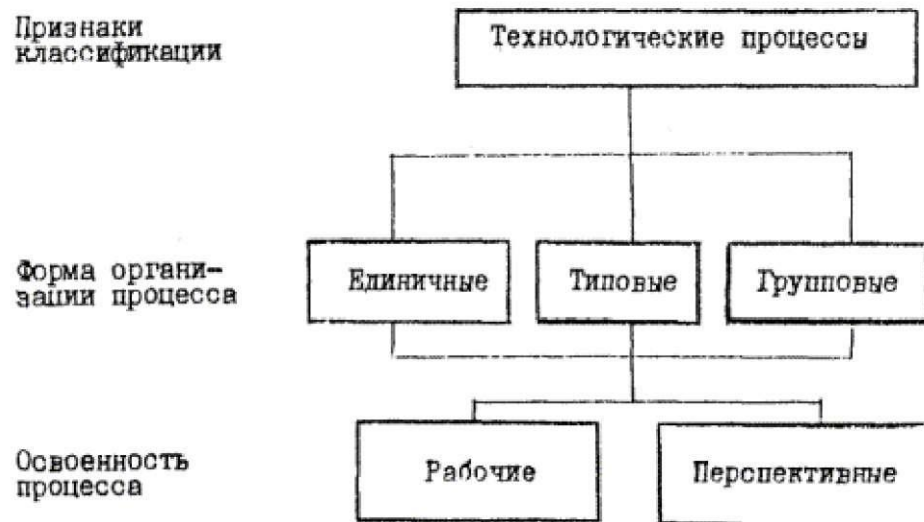 Признаки
классификации
Технологические процессы
Форма органи-
зации процесса
Единичные
Типовые
Групповые
Освоенность
процесса
Рабочие
Перспективные